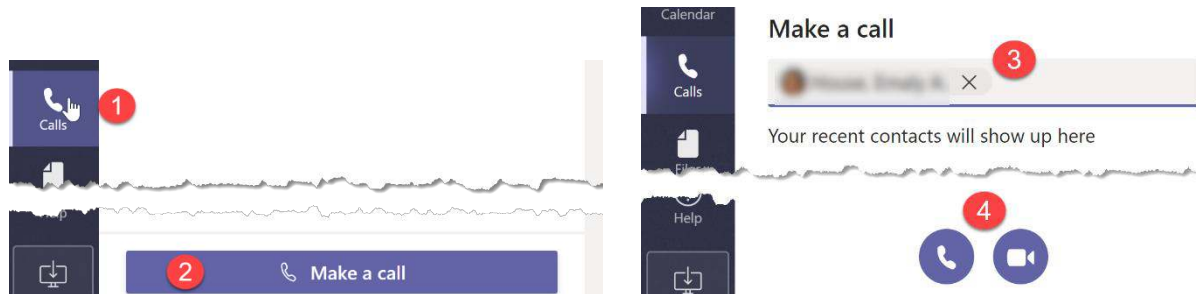 Calls
1
2
Make a call
Calendar
Make a call
3
Calls
Your recent contacts will show up here
Help
4